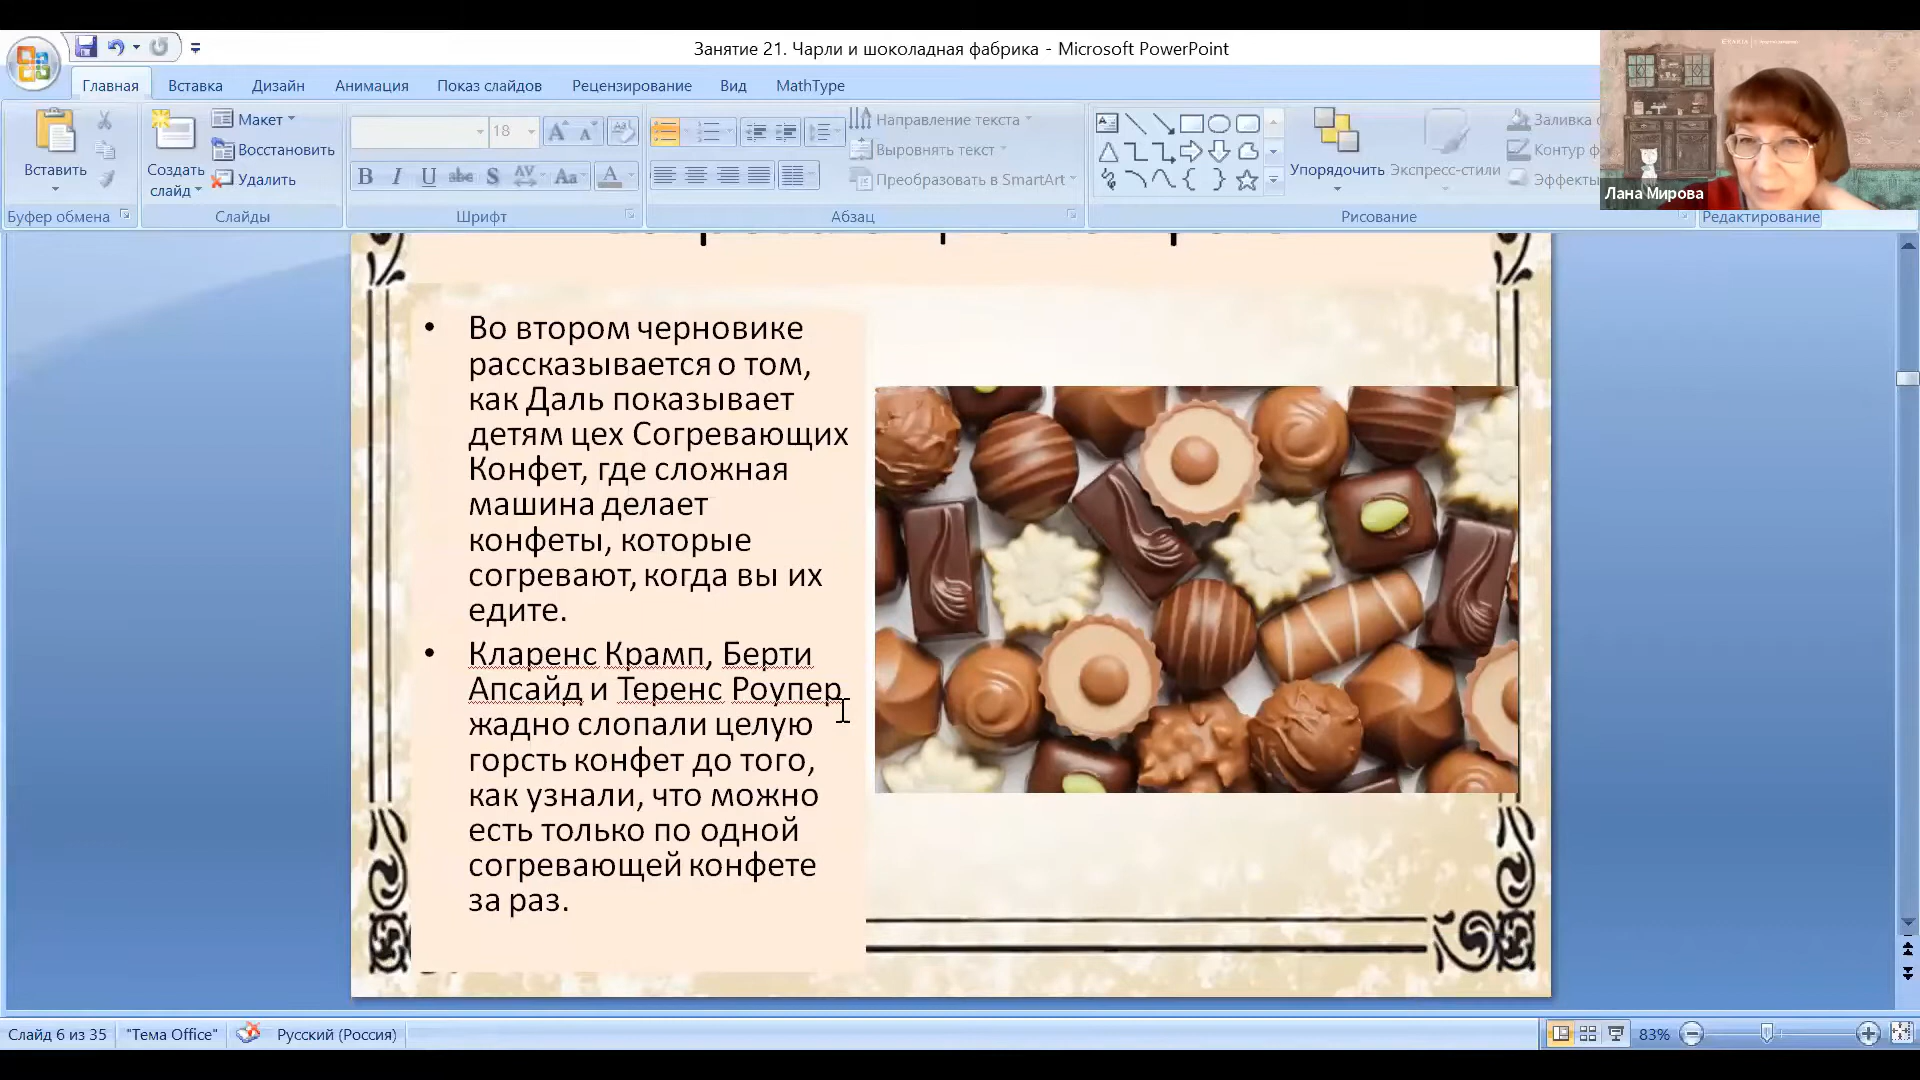 Занятие 21. Чарли и шоколадная фабрика - Microsoft PowerPoint
Главная Вставка Дизайн Анимация Показ слайдов Рецензирование Вид MathType
Вставить
Буфер обмена
Создать слайд
Макет
Восстановить
Удалить
Слайды
18
Шрифт
Абзац
Направление текста
Выровнять текст
Преобразовать в SmartArt
Упорядочить
Экспресс-стили
Заливка
Контур
Эффекты
Рисование
Редактирование
Лана Мирова
• Во втором черновике
рассказывается о том,
как Даль показывает
детям цех Согревающих
Конфет, где сложная
машина делает
конфеты, которые
согревают, когда вы их
едите.
• Кларенс Крамп, Берти
Апсайд и Теренс Роупер
жадно слопали целую
горсть конфет до того,
как узнали, что можно
есть только по одной
согревающей конфете
за раз.
Слайд 6 из 35 "Тема Office" Русский (Россия) 83%